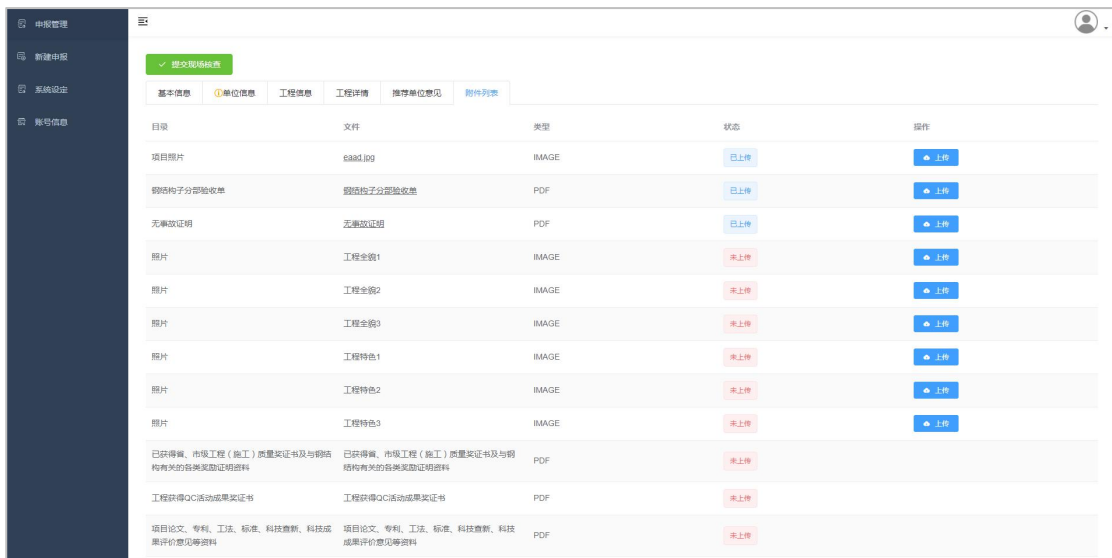 申报管理
新建申报
系统设定
账号信息
提交现场核查
基本信息 单位信息 工程信息 工程详情 推荐单位意见 附件列表
目录 文件 类型 状态 操作
项目照片 eaad.jpg IMAGE 已上传 上传
钢结构子分部验收单 钢结构子分部验收单 PDF 已上传 上传
无事故证明 无事故证明 PDF 已上传 上传
照片 工程全貌1 IMAGE 未上传 上传
照片 工程全貌2 IMAGE 未上传 上传
照片 工程全貌3 IMAGE 未上传 上传
照片 工程特色1 IMAGE 未上传 上传
照片 工程特色2 IMAGE 未上传 上传
照片 工程特色3 IMAGE 未上传 上传
已获得省、市级工程（施工）质量奖证书及与钢结 已获得省、市级工程（施工）质量奖证书及与钢
构有关的各类奖励证明资料 结构有关的各类奖励证明资料 PDF 未上传
工程获得QC活动成果奖证书 工程获得QC活动成果奖证书 PDF 未上传
项目论文、专利、工法、标准、科技查新、科技成 项目论文、专利、工法、标准、科技查新、科技
果评价意见等资料 成果评价意见等资料 PDF 未上传